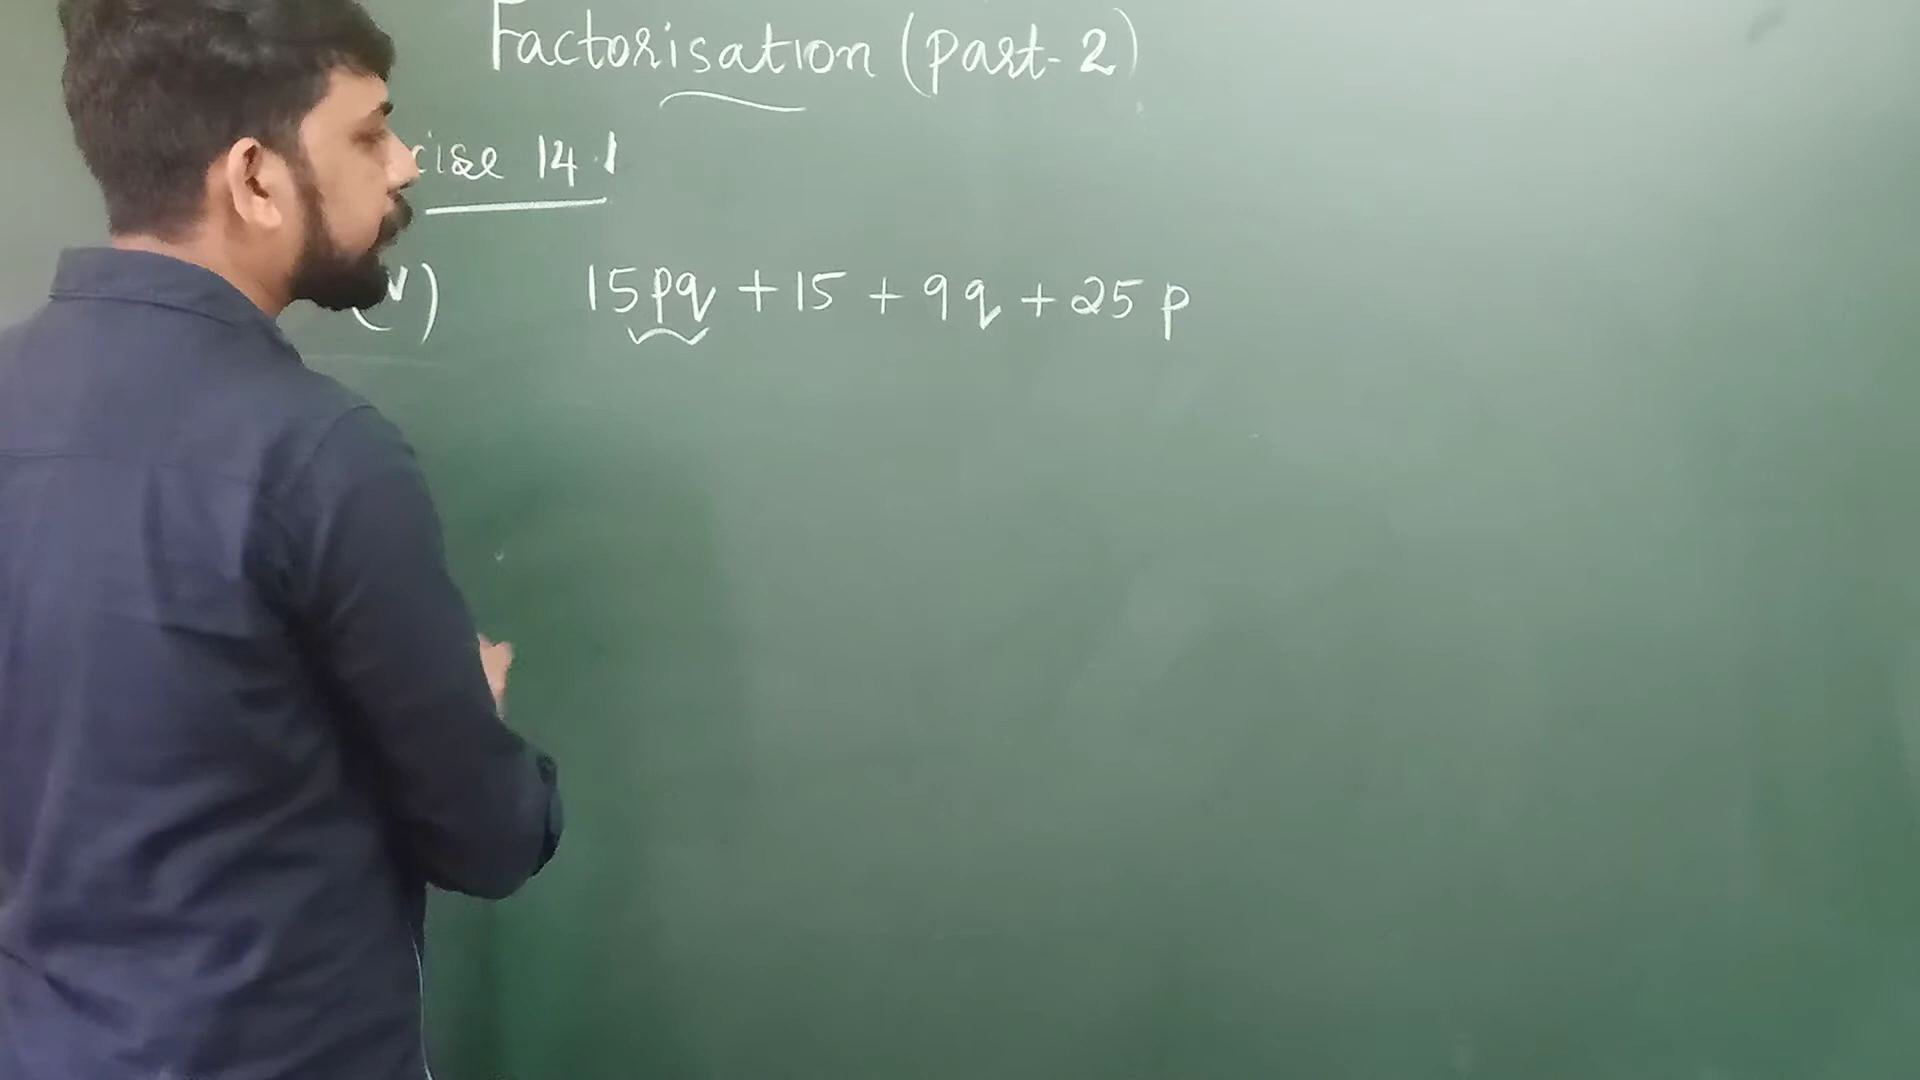 Factorisation (part-2)
cise 14.1
v) 15pq + 15 + 9q + 25p